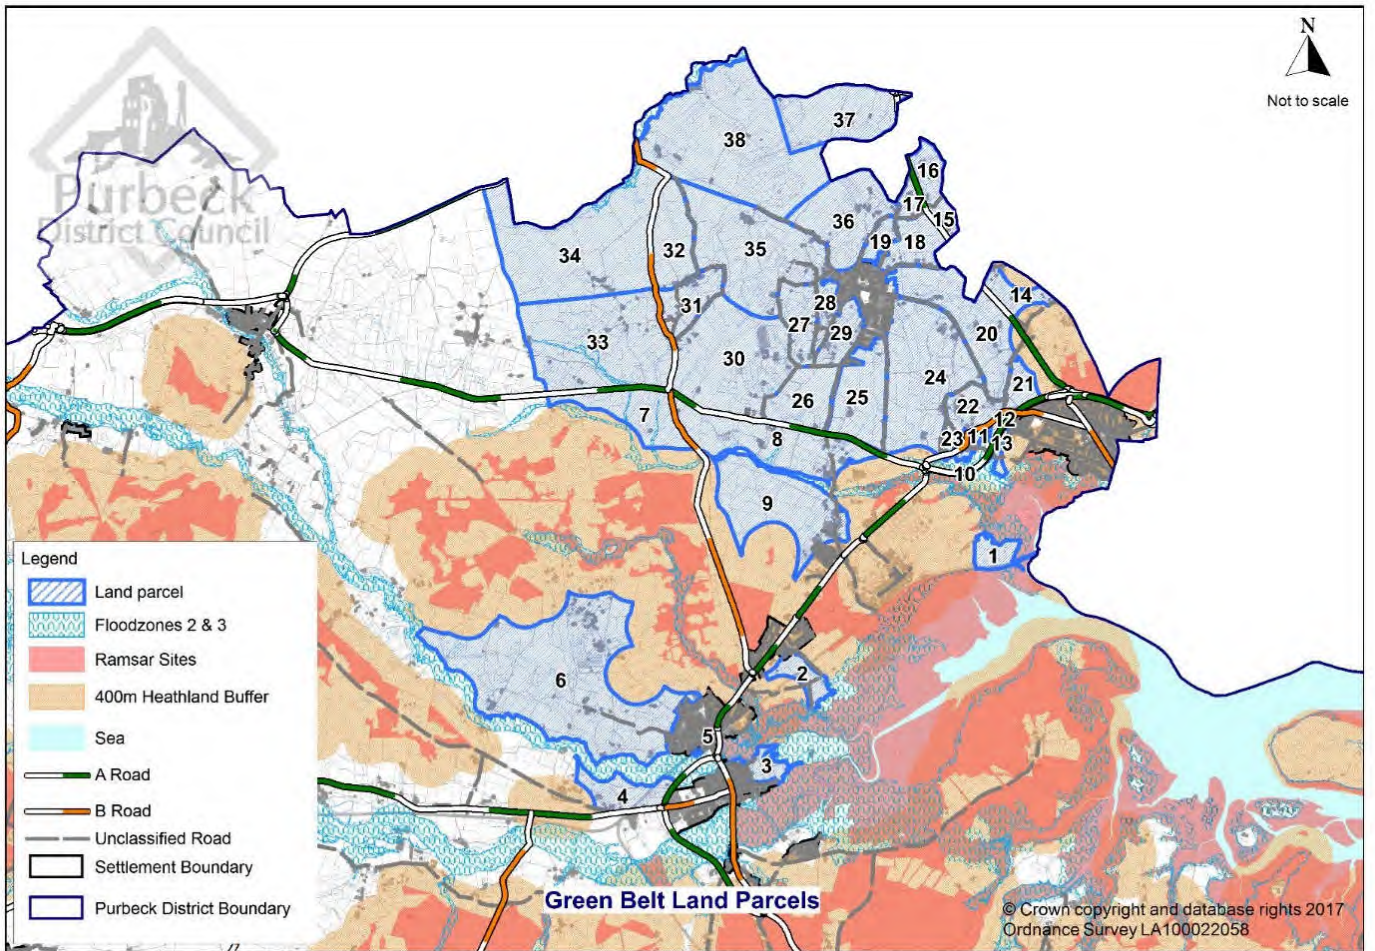 N
Not to scale
Purbeck
District Council
37
38
16
17
15
36
19
18
35
32
34
14
31
28
27
29
20
33
30
24
21
26
25
22
7
8
12
23
11
13
10
9
1
6
2
5
3
4
Legend
Land parcel
Floodzones 2 & 3
Ramsar Sites
400m Heathland Buffer
Sea
A Road
B Road
Unclassified Road
Settlement Boundary
Purbeck District Boundary
Green Belt Land Parcels
© Crown copyright and database rights 2017
Ordnance Survey LA100022058